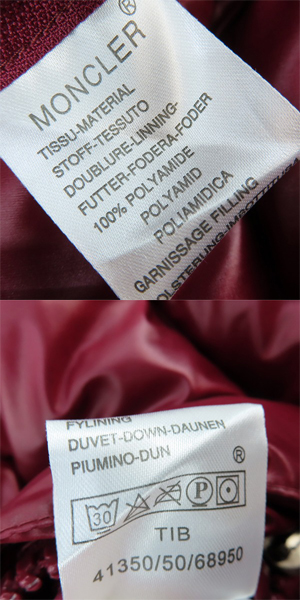 MONCLER®
TISSU-MATERIAL
STOFF-TESSUTO
DOUBLURE-LINNING-
FUTTER-FODERA-FODER
100% POLYAMIDE
POLYAMID
POLIAMIDICA
GARNISSAGE FILLING
FYLINING
DUVET-DOWN-DAUNEN
PIUMINO-DUN ®
30 P
TIB
41350/50/68950